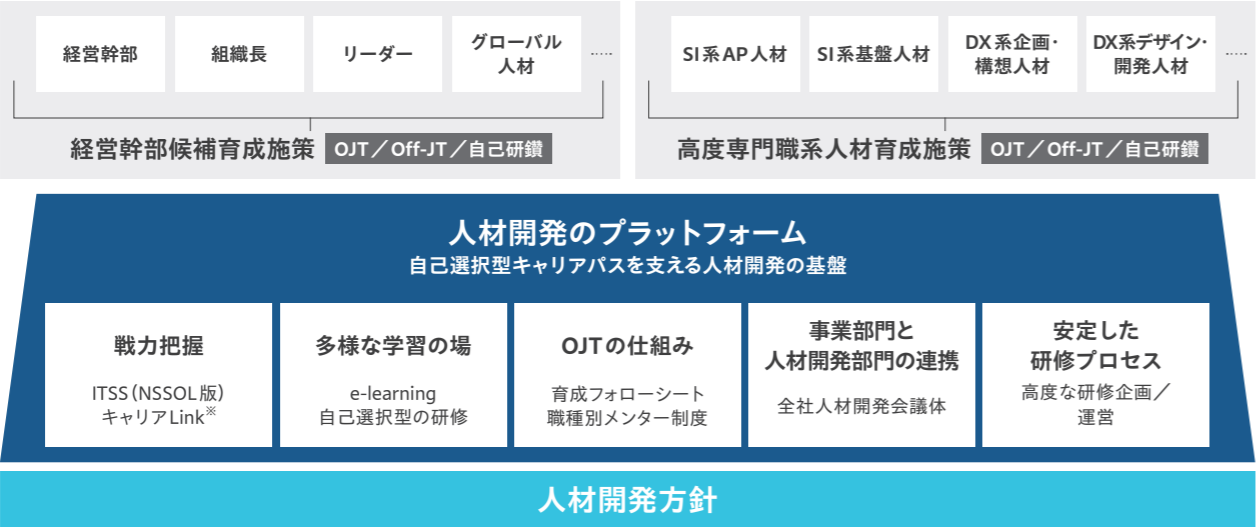 経営幹部
組織長
リーダー
グローバル
人材
.....
SI系AP人材
SI系基盤人材
DX系企画・
構想人材
DX系デザイン・
開発人材
.....
経営幹部候補育成施策
OJT／Off-JT／自己研鑽
高度専門職系人材育成施策
OJT／Off-JT／自己研鑽
人材開発のプラットフォーム
自己選択型キャリアパスを支える人材開発の基盤
戦力把握
ITSS（NSSOL版）
キャリアLink※
多様な学習の場
e-learning
自己選択型の研修
OJTの仕組み
育成フォローシート
職種別メンター制度
事業部門と
人材開発部門の連携
全社人材開発会議体
安定した
研修プロセス
高度な研修企画／
運営
人材開発方針